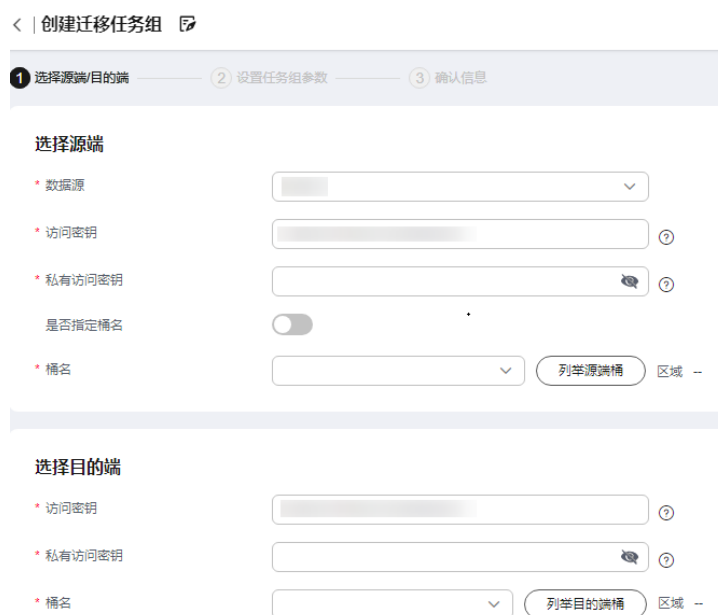 创建迁移任务组
1 选择源端/目的端 2 设置任务组参数 3 确认信息
选择源端
* 数据源
* 访问密钥
* 私有访问密钥
是否指定桶名
* 桶名 列举源端桶 区域 --
选择目的端
* 访问密钥
* 私有访问密钥
* 桶名 列举目的端桶 区域 --